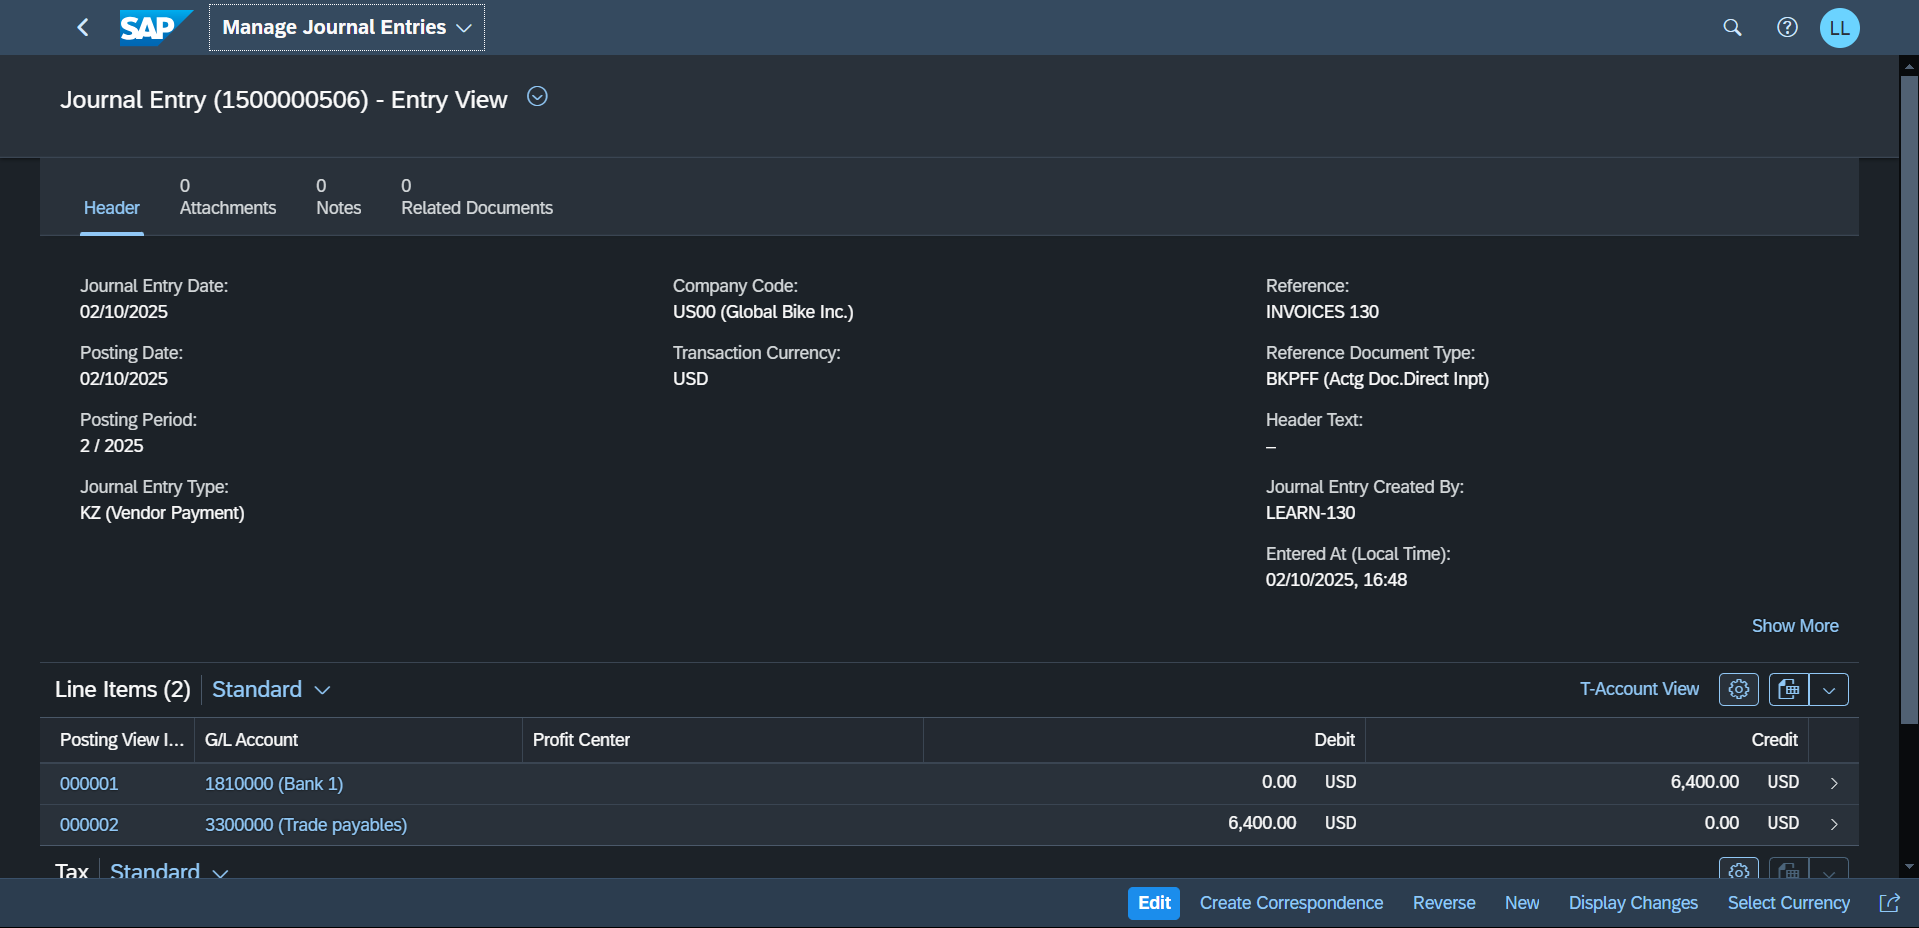 SAP Manage Journal Entries LL
Journal Entry (1500000506) - Entry View
Header
0
Attachments
0
Notes
0
Related Documents
Journal Entry Date:
02/10/2025
Posting Date:
02/10/2025
Posting Period:
2 / 2025
Journal Entry Type:
KZ (Vendor Payment)
Company Code:
US00 (Global Bike Inc.)
Transaction Currency:
USD
Reference:
INVOICES 130
Reference Document Type:
BKPFF (Actg Doc.Direct Inpt)
Header Text:
–
Journal Entry Created By:
LEARN-130
Entered At (Local Time):
02/10/2025, 16:48
Show More
Line Items (2) Standard T-Account View
Posting View I... G/L Account Profit Center Debit Credit
000001 1810000 (Bank 1) 0.00 USD 6,400.00 USD
000002 3300000 (Trade payables) 6,400.00 USD 0.00 USD
Tax Standard
Edit Create Correspondence Reverse New Display Changes Select Currency